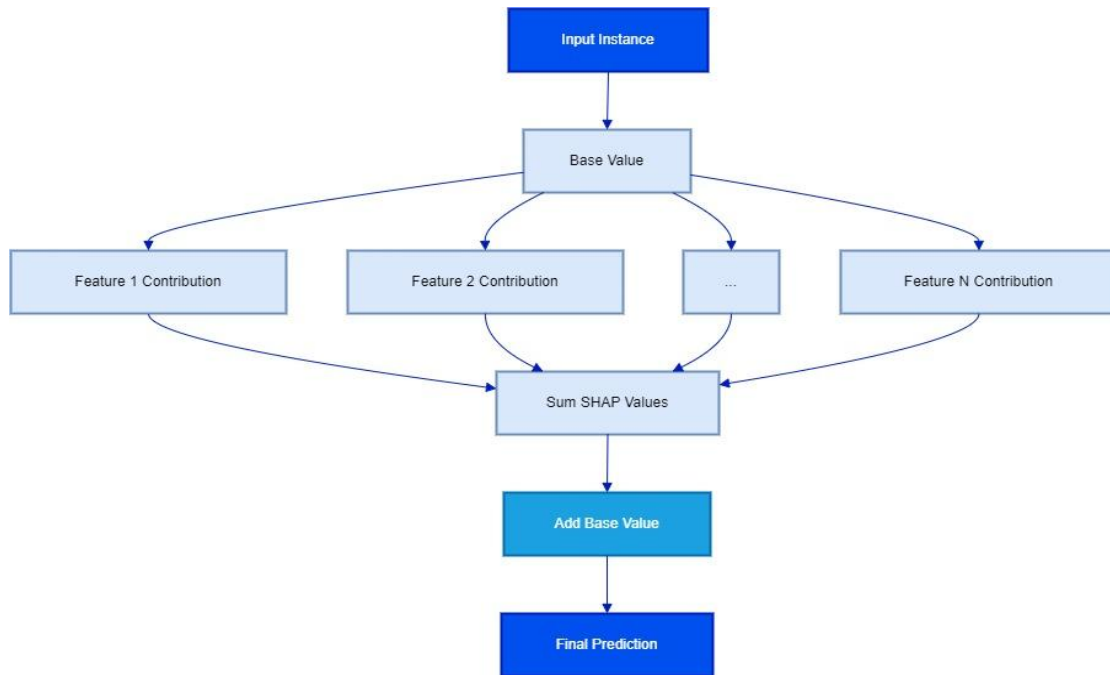 Input Instance
Base Value
Feature 1 Contribution
Feature 2 Contribution
...
Feature N Contribution
Sum SHAP Values
Add Base Value
Final Prediction